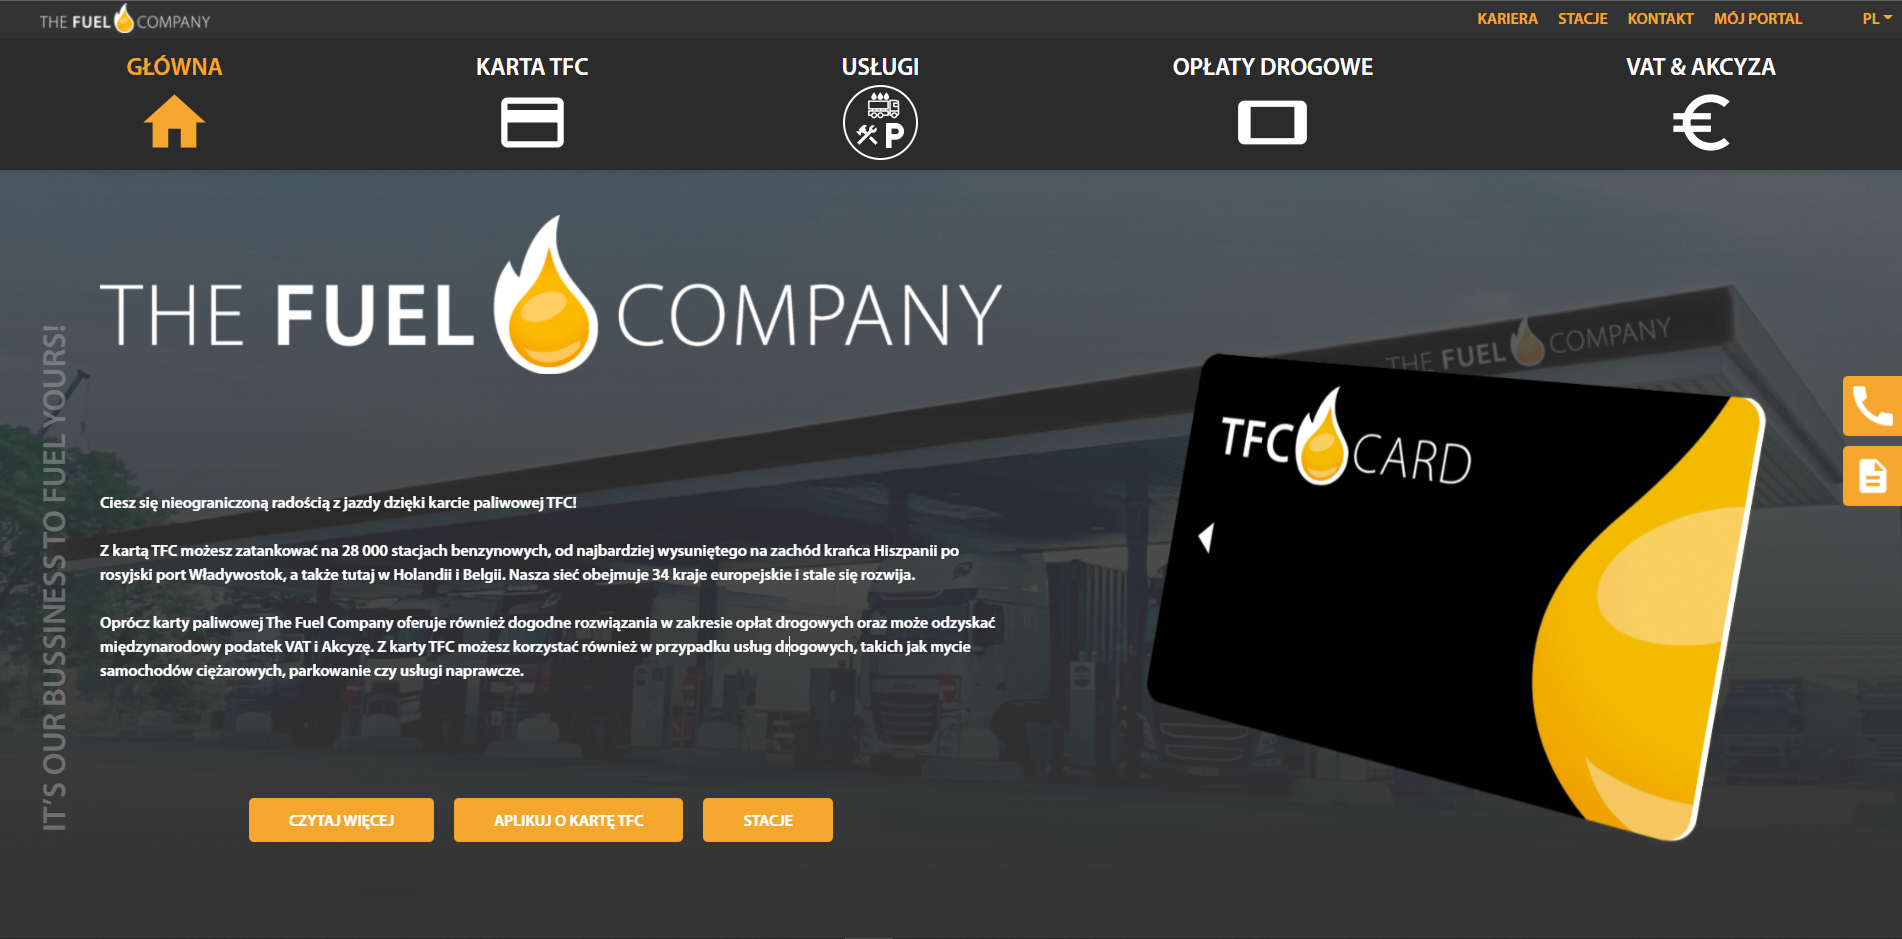 THE FUEL COMPANY
KARIERA STACJE KONTAKT MÓJ PORTAL PL
GŁÓWNA KARTA TFC USŁUGI OPŁATY DROGOWE VAT & AKCYZA
P
THE FUEL COMPANY
IT'S OUR BUSSINESS TO FUEL YOURS!
THE FUEL COMPANY
TFC CARD
Ciesz się nieograniczoną radością z jazdy dzięki karcie paliwowej TFC!
Z kartą TFC możesz zatankować na 28 000 stacjach benzynowych, od najbardziej wysuniętego na zachód krańca Hiszpanii po
rosyjski port Władywostok, a także tutaj w Holandii i Belgii. Nasza sieć obejmuje 34 kraje europejskie i stale się rozwija.
Oprócz karty paliwowej The Fuel Company oferuje również dogodne rozwiązania w zakresie opłat drogowych oraz może odzyskać
międzynarodowy podatek VAT i Akcyzę. Z karty TFC możesz korzystać również w przypadku usług drogowych, takich jak mycie
samochodów ciężarowych, parkowanie czy usługi naprawcze.
CZYTAJ WIĘCEJ APLIKUJ O KARTĘ TFC STACJE